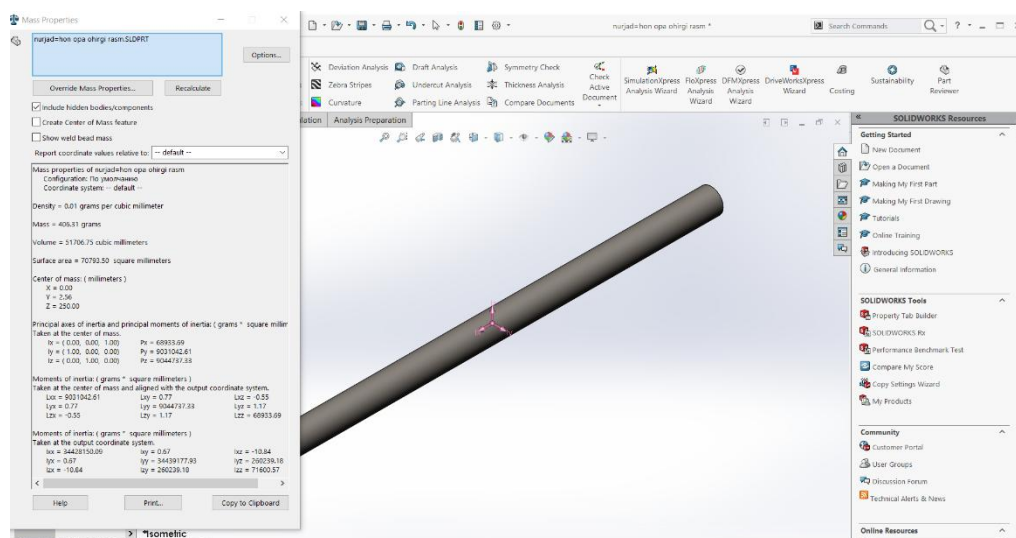 Mass Properties
nurjad=hon opa ohirgi rasm.SLDPRT
Options...
Override Mass Properties...
Recalculate
Include hidden bodies/components
Create Center of Mass feature
Show weld bead mass
Report coordinate values relative to: -- default --
Mass properties of nurjad=hon opa ohirgi rasm
Configuration: По умолчанию
Coordinate system: -- default --
Density = 0.01 grams per cubic millimeter
Mass = 406.31 grams
Volume = 51706.75 cubic millimeters
Surface area = 70793.50 square millimeters
Center of mass: ( millimeters )
X = 0.00
Y = 2.56
Z = 250.00
Principal axes of inertia and principal moments of inertia: ( grams * square millim
Taken at the center of mass.
Ix = ( 0.00, 0.00, 1.00) Px = 68933.69
Iy = ( 1.00, 0.00, 0.00) Py = 9031042.61
Iz = ( 0.00, 1.00, 0.00) Pz = 9044737.33
Moments of inertia: ( grams * square millimeters )
Taken at the center of mass and aligned with the output coordinate system.
Lxx = 9031042.61 Lxy = 0.77 Lxz = -0.55
Lyx = 0.77 Lyy = 9044737.33 Lyz = 1.17
Lzx = -0.55 Lzy = 1.17 Lzz = 68933.69
Moments of inertia: ( grams * square millimeters )
Taken at the output coordinate system.
Ixx = 34428150.09 Ixy = 0.67 Ixz = -10.84
Iyx = 0.67 Iyy = 34439177.93 Iyz = 260239.18
Izx = -10.84 Izy = 260239.18 Izz = 71600.57
Help
Print...
Copy to Clipboard
nurjad=hon opa ohirgi rasm *
Search Commands
Deviation Analysis
Draft Analysis
Symmetry Check
Zebra Stripes
Undercut Analysis
Thickness Analysis
Curvature
Parting Line Analysis
Compare Documents
Check
Active
Document
SimulationXpress
Analysis Wizard
FloXpress
Analysis
Wizard
DFMXpress
Analysis
Wizard
DriveWorksXpress
Wizard
Costing
Sustainability
Part
Reviewer
Analysis Preparation
*Isometric
SOLIDWORKS Resources
Getting Started
New Document
Open a Document
Making My First Part
Making My First Drawing
Tutorials
Online Training
Introducing SOLIDWORKS
General Information
SOLIDWORKS Tools
Property Tab Builder
SOLIDWORKS Rx
Performance Benchmark Test
Compare My Score
Copy Settings Wizard
My Products
Community
Customer Portal
User Groups
Discussion Forum
Technical Alerts & News
Online Resources